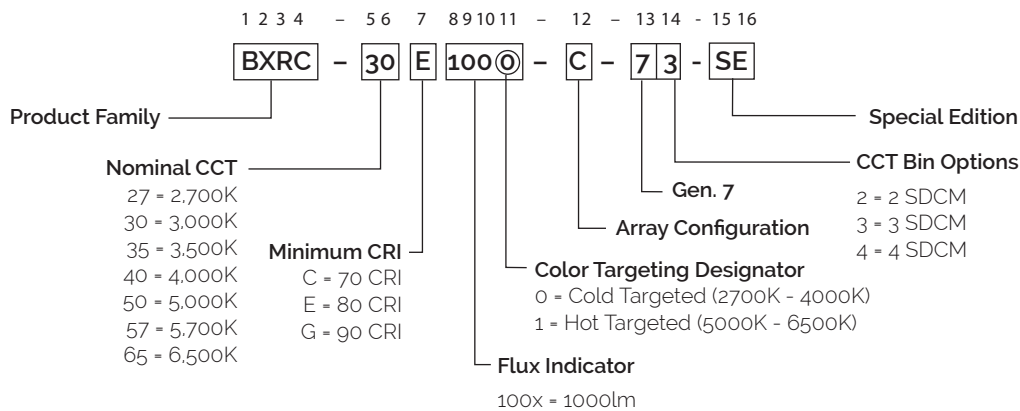 1 2 3 4 – 5 6 7 8 9 10 11 – 12 – 13 14 - 15 16
BXRC – 30 E 100 0 – C – 7 3 - SE
Product Family
Special Edition
Nominal CCT
27 = 2,700K
30 = 3,000K
35 = 3,500K
40 = 4,000K
50 = 5,000K
57 = 5,700K
65 = 6,500K
Minimum CRI
C = 70 CRI
E = 80 CRI
G = 90 CRI
CCT Bin Options
2 = 2 SDCM
3 = 3 SDCM
4 = 4 SDCM
Gen. 7
Array Configuration
Color Targeting Designator
0 = Cold Targeted (2700K - 4000K)
1 = Hot Targeted (5000K - 6500K)
Flux Indicator
100x = 1000lm